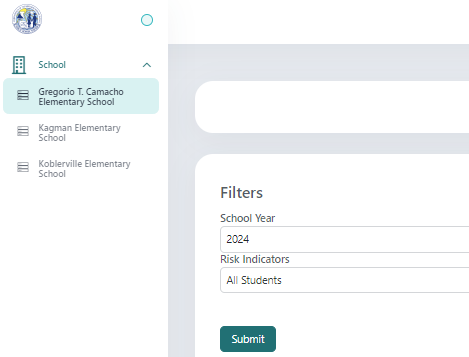 School
Gregorio T. Camacho
Elementary School
Kagman Elementary
School
Koblerville Elementary
School
Filters
School Year
2024
Risk Indicators
All Students
Submit